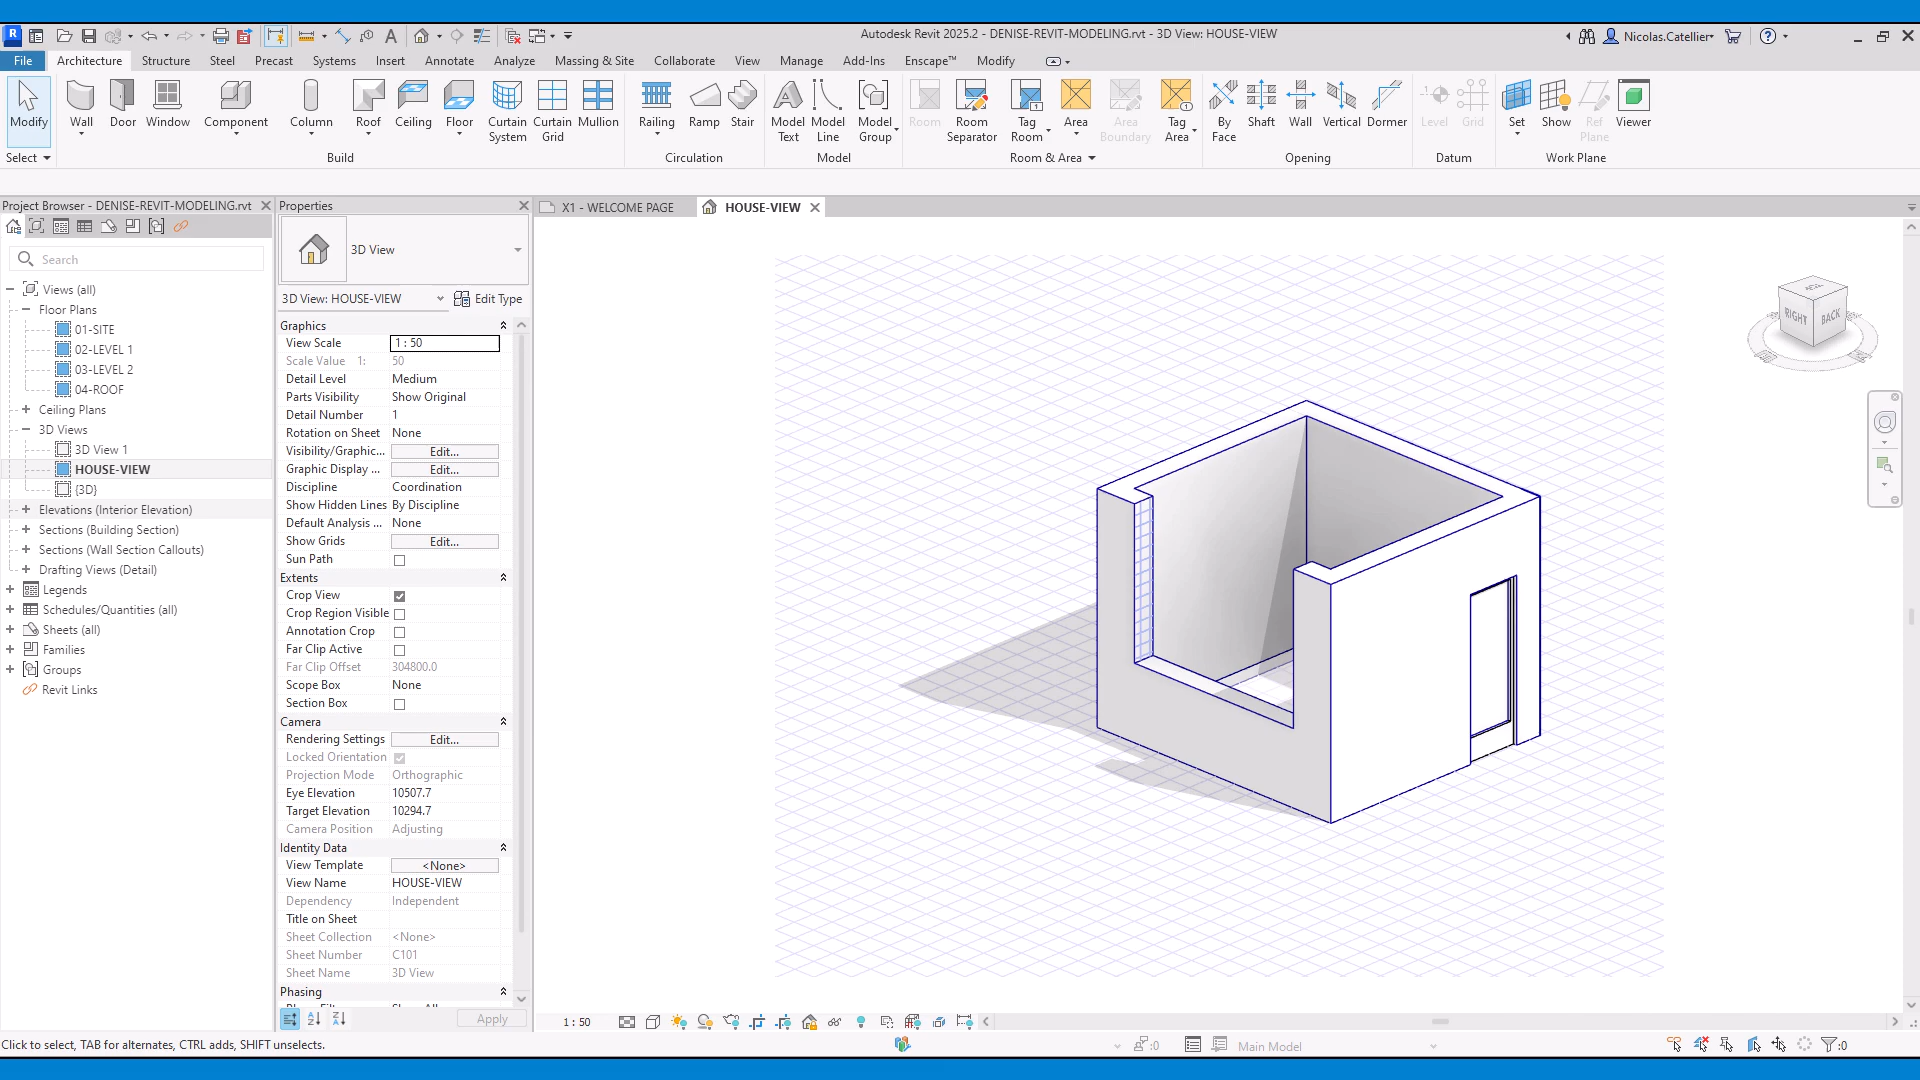 Autodesk Revit 2025.2 - DENISE-REVIT-MODELING.rvt - 3D View: HOUSE-VIEW
Nicolas.Catellier
File Architecture Structure Steel Precast Systems Insert Annotate Analyze Massing & Site Collaborate View Manage Add-Ins Enscape™ Modify
Modify Wall Door Window Component Column Roof Ceiling Floor Curtain System Curtain Grid Mullion Railing Ramp Stair Model Text Model Line Model Group Room Room Separator Tag Room Area Area Boundary Tag Area By Face Shaft Wall Vertical Dormer Level Grid Set Show Ref Plane Viewer
Select Build Circulation Model Room & Area Opening Datum Work Plane
Project Browser - DENISE-REVIT-MODELING.rvt
Search
Views (all)
Floor Plans
01-SITE
02-LEVEL 1
03-LEVEL 2
04-ROOF
Ceiling Plans
3D Views
3D View 1
HOUSE-VIEW
{3D}
Elevations (Interior Elevation)
Sections (Building Section)
Sections (Wall Section Callouts)
Drafting Views (Detail)
Legends
Schedules/Quantities (all)
Sheets (all)
Families
Groups
Revit Links
Properties
3D View
3D View: HOUSE-VIEW Edit Type
Graphics
View Scale 1 : 50
Scale Value 1: 50
Detail Level Medium
Parts Visibility Show Original
Detail Number 1
Rotation on Sheet None
Visibility/Graphic... Edit...
Graphic Display ... Edit...
Discipline Coordination
Show Hidden Lines By Discipline
Default Analysis ... None
Show Grids Edit...
Sun Path
Extents
Crop View
Crop Region Visible
Annotation Crop
Far Clip Active
Far Clip Offset 304800.0
Scope Box None
Section Box
Camera
Rendering Settings Edit...
Locked Orientation
Projection Mode Orthographic
Eye Elevation 10507.7
Target Elevation 10294.7
Camera Position Adjusting
Identity Data
View Template <None>
View Name HOUSE-VIEW
Dependency Independent
Title on Sheet
Sheet Collection <None>
Sheet Number C101
Sheet Name 3D View
Phasing
Apply
X1 - WELCOME PAGE HOUSE-VIEW
RIGHT BACK
1 : 50
Click to select, TAB for alternates, CTRL adds, SHIFT unselects.
:0
Main Model
:0